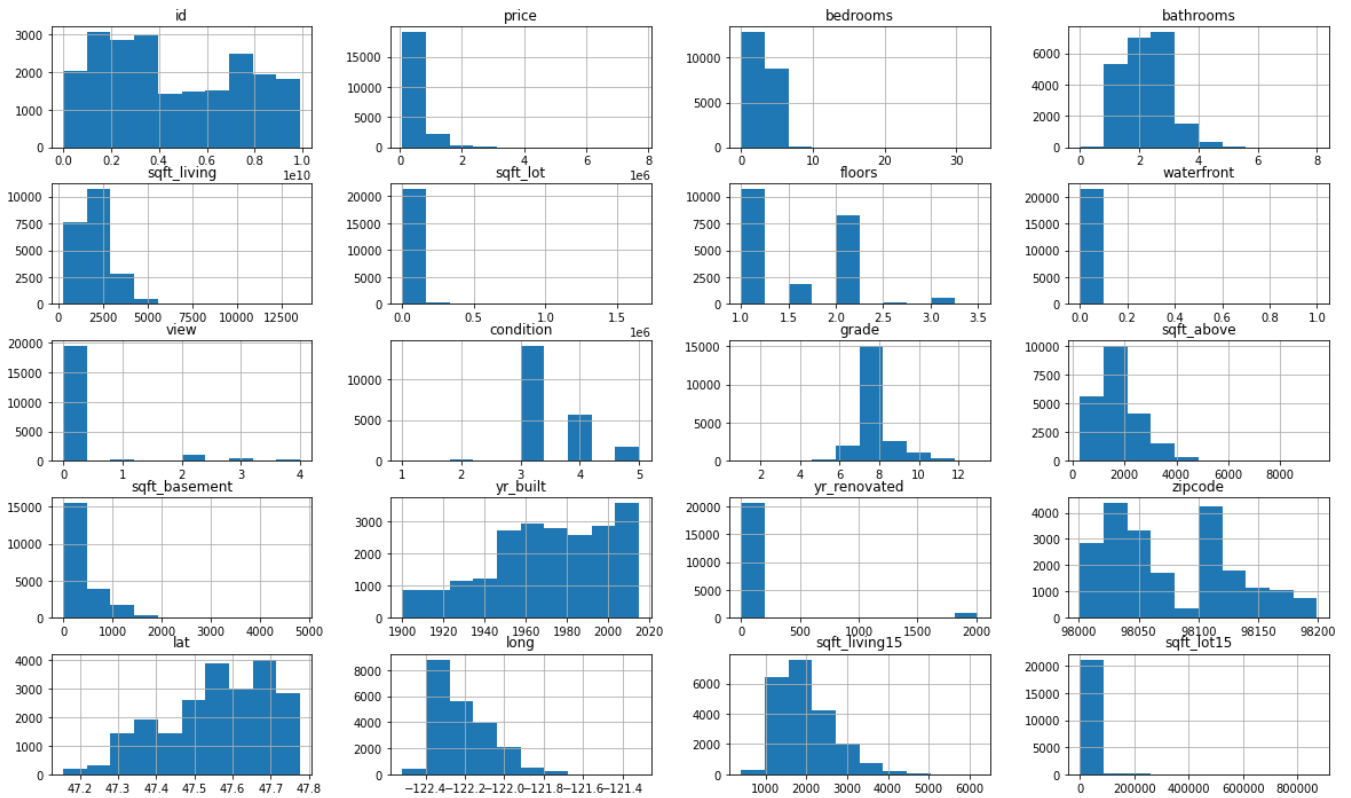 id price bedrooms bathrooms
3000 2000 1000 0
15000 10000 5000 0
10000 5000 0
6000 4000 2000 0
0.0 0.2 0.4 0.6 0.8 1.0
1e10
0 2 4 6 8
1e6
0 10 20 30
0 2 4 6 8
sqft_living sqft_lot floors waterfront
10000 7500 5000 2500 0
20000 15000 10000 5000 0
10000 7500 5000 2500 0
20000 15000 10000 5000 0
0 2500 5000 7500 10000 12500
0.0 0.5 1.0 1.5
1e6
1.0 1.5 2.0 2.5 3.0 3.5
0.0 0.2 0.4 0.6 0.8 1.0
view condition grade sqft_above
20000 15000 10000 5000 0
10000 5000 0
15000 10000 5000 0
10000 7500 5000 2500 0
0 1 2 3 4
1 2 3 4 5
2 4 6 8 10 12
0 2000 4000 6000 8000
sqft_basement yr_built yr_renovated zipcode
15000 10000 5000 0
3000 2000 1000 0
20000 15000 10000 5000 0
4000 3000 2000 1000 0
0 1000 2000 3000 4000 5000
1900 1920 1940 1960 1980 2000 2020
0 500 1000 1500 2000
98000 98050 98100 98150 98200
lat long sqft_living15 sqft_lot15
4000 3000 2000 1000 0
8000 6000 4000 2000 0
6000 4000 2000 0
20000 15000 10000 5000 0
47.2 47.3 47.4 47.5 47.6 47.7 47.8
−122.4 −122.2 −122.0 −121.8 −121.6 −121.4
1000 2000 3000 4000 5000 6000
0 200000 400000 600000 800000